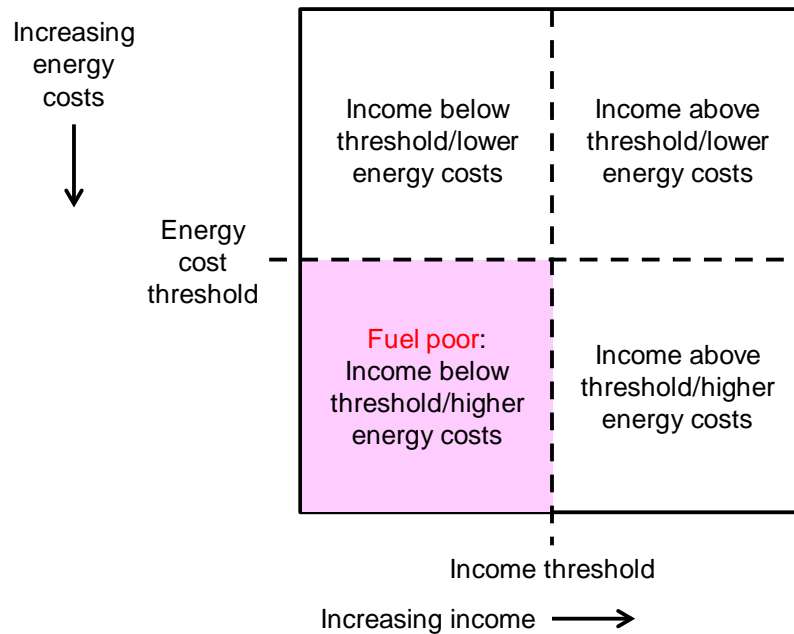 Increasing
energy
costs
Income below
threshold/lower
energy costs
Income above
threshold/lower
energy costs
Energy
cost
threshold
Fuel poor:
Income below
threshold/higher
energy costs
Income above
threshold/higher
energy costs
Income threshold
Increasing income